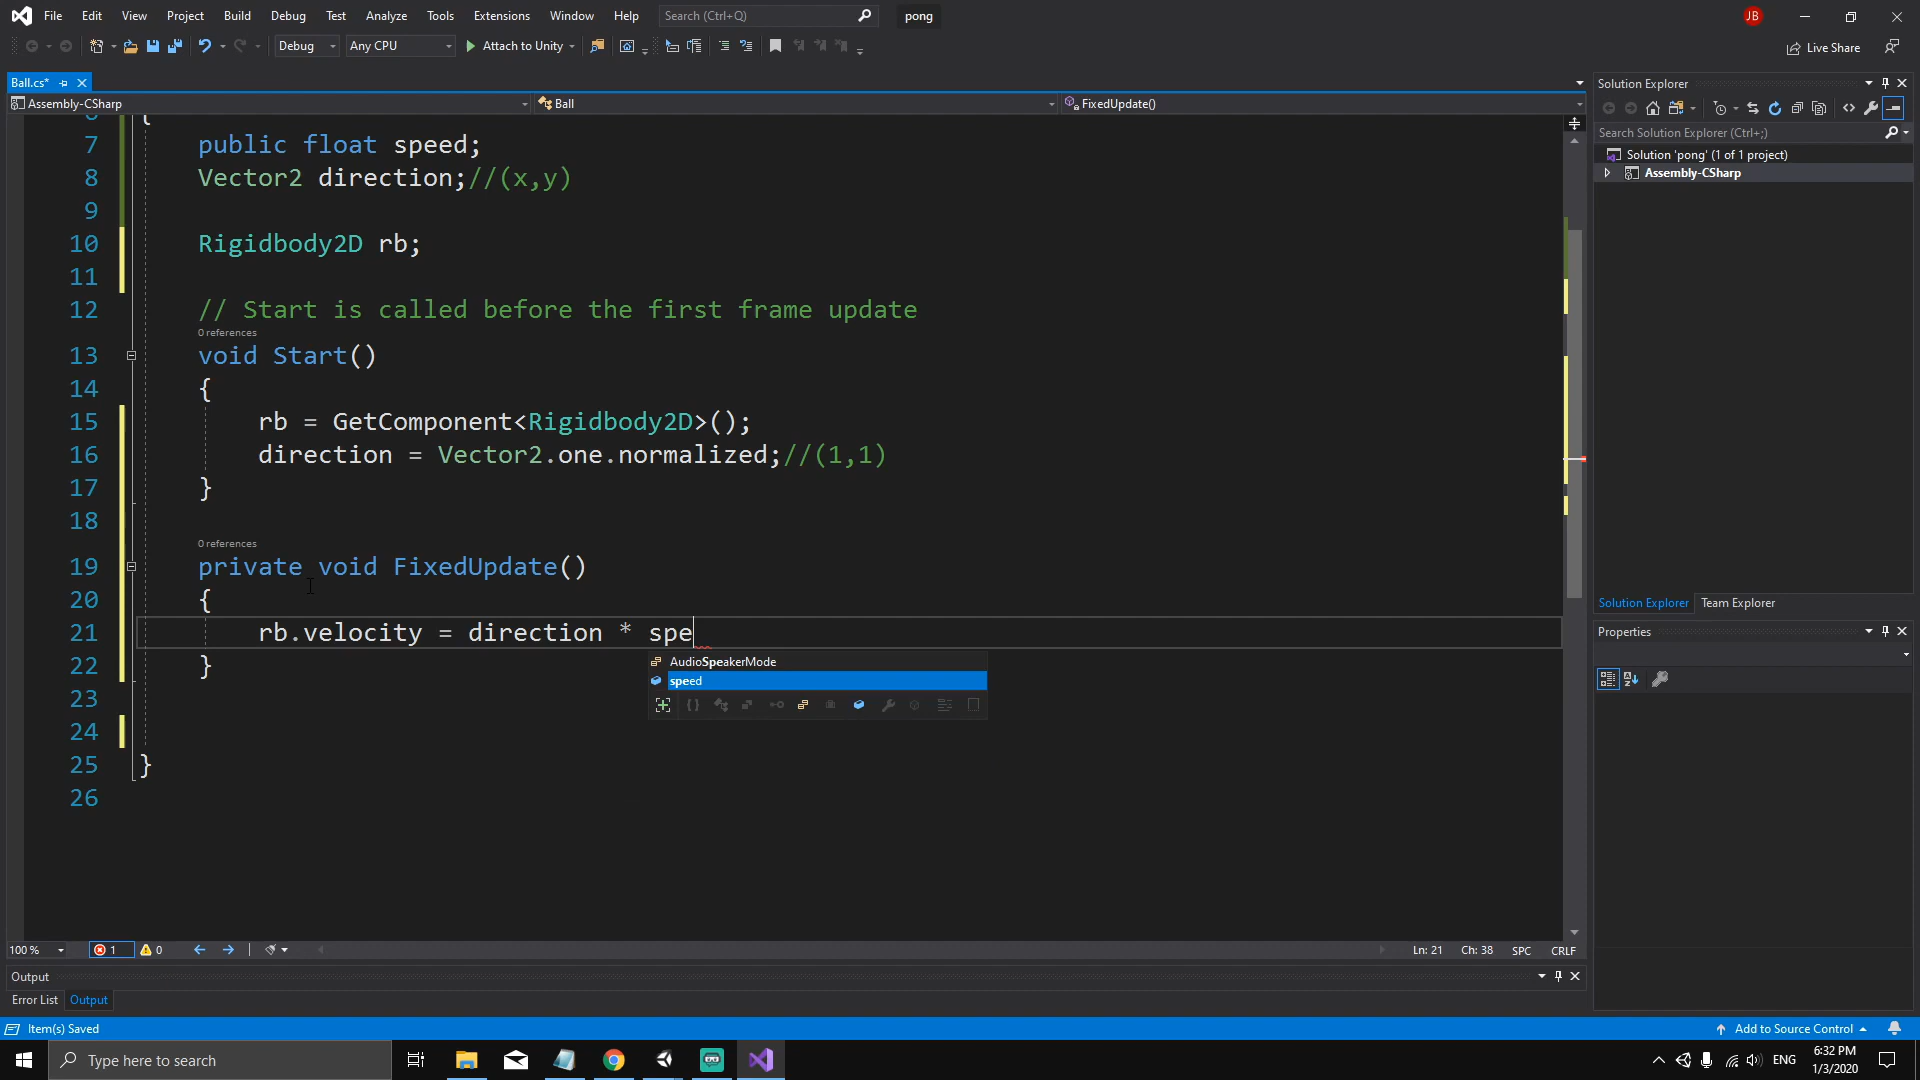 File Edit View Project Build Debug Test Analyze Tools Extensions Window Help Search (Ctrl+Q) pong JB
Debug Any CPU Attach to Unity Live Share
Ball.cs*
Assembly-CSharp Ball FixedUpdate()
6 {
7 public float speed;
8 Vector2 direction;//(x,y)
9
10 Rigidbody2D rb;
11
12 // Start is called before the first frame update
0 references
13 void Start()
14 {
15 rb = GetComponent<Rigidbody2D>();
16 direction = Vector2.one.normalized;//(1,1)
17 }
18
0 references
19 private void FixedUpdate()
20 {
21 rb.velocity = direction * spe
AudioSpeakerMode
speed
22 }
23
24
25 }
26
100 % 1 0 Ln: 21 Ch: 38 SPC CRLF
Output
Error List Output
Item(s) Saved Add to Source Control
Solution Explorer
Search Solution Explorer (Ctrl+;)
Solution 'pong' (1 of 1 project)
Assembly-CSharp
Solution Explorer Team Explorer
Properties
Type here to search ENG 6:32 PM
1/3/2020